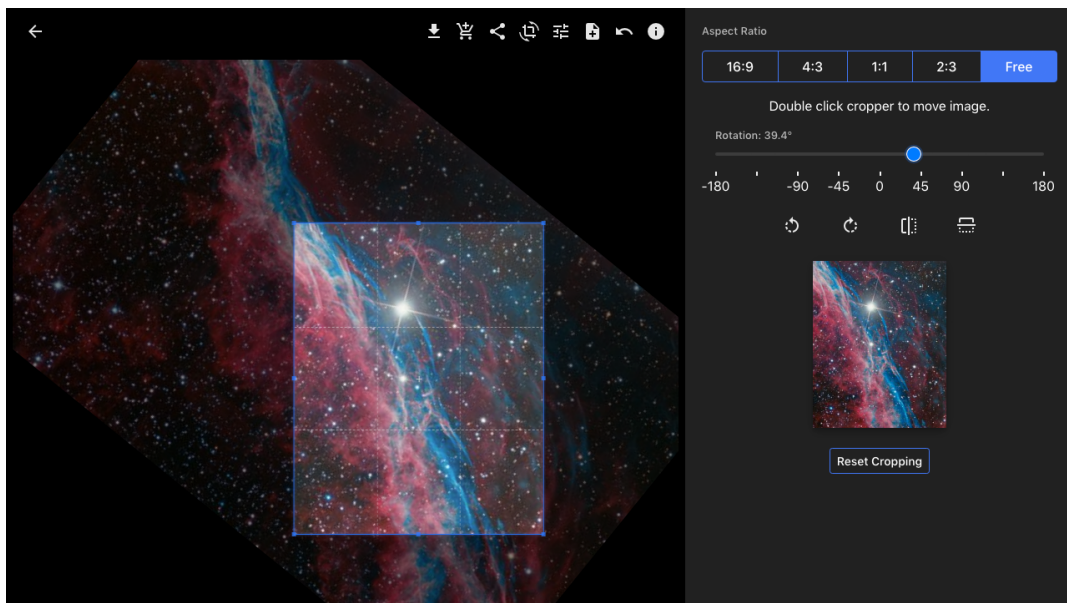 Aspect Ratio
16:9 4:3 1:1 2:3 Free
Double click cropper to move image.
Rotation: 39.4°
-180 -90 -45 0 45 90 180
Reset Cropping